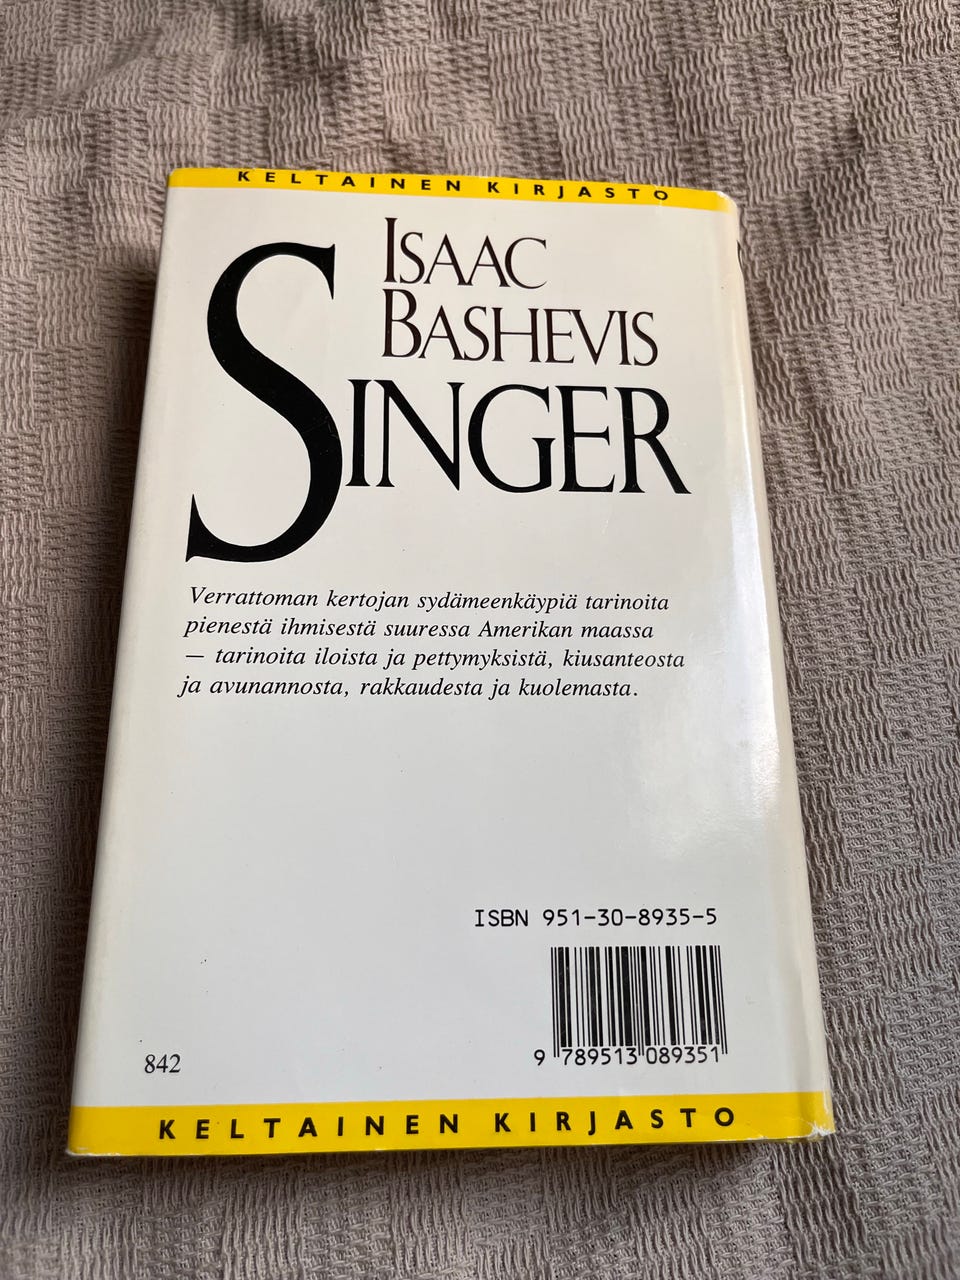 KELTAINEN KIRJASTO
ISAAC
BASHEVIS
SINGER
Verrattoman kertojan sydämeenkäypiä tarinoita
pienestä ihmisestä suuressa Amerikan maassa
— tarinoita iloista ja pettymyksistä, kiusanteosta
ja avunannosta, rakkaudesta ja kuolemasta.
ISBN 951-30-8935-5
9 789513 089351
842
KELTAINEN KIRJASTO